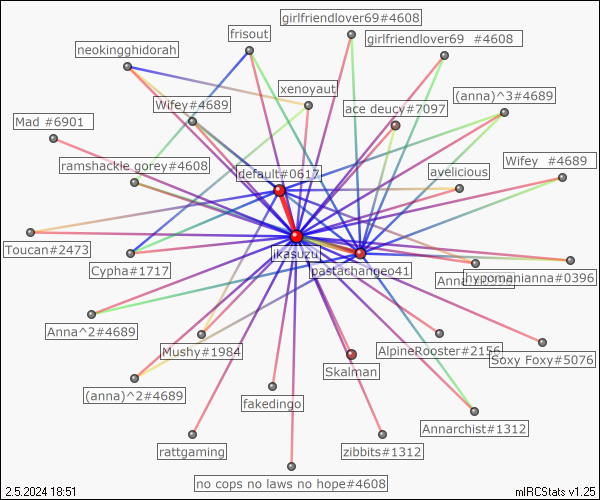 girlfriendlover69#4608
frisout
girlfriendlover69 #4608
neokingghidorah
xenoyaut
(anna)^3#4689
Wifey#4689
ace deucy#7097
Mad #6901
Wifey #4689
ramshackle gorey#4608
avelicious
default#0617
Toucan#2473
ikasuzu
Cypha#1717
pastachangeo41
hypomanianna#0396
Anna^2#4689
Mushy#1984
AlpineRooster#2156
Soxy Foxy#5076
Skalman
(anna)^2#4689
fakedingo
Annarchist#1312
rattgaming
zibbits#1312
no cops no laws no hope#4608
2.5.2024 18:51
mIRCStats v1.25